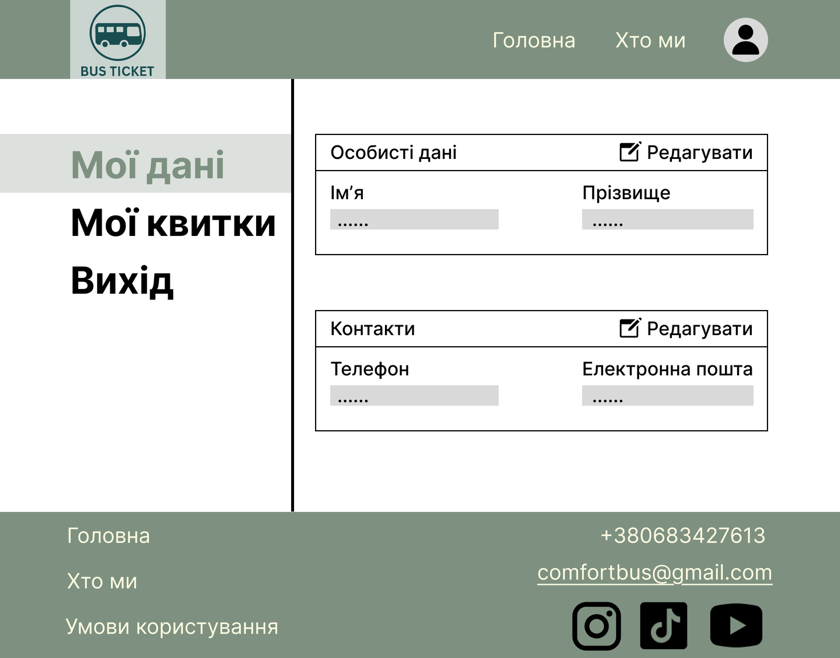 BUS TICKET
Головна
Хто ми
Мої дані
Мої квитки
Вихід
Особисті дані
Редагувати
Ім’я
Прізвище
......
......
Контакти
Редагувати
Телефон
Електронна пошта
......
......
Головна
Хто ми
Умови користування
+380683427613
comfortbus@gmail.com